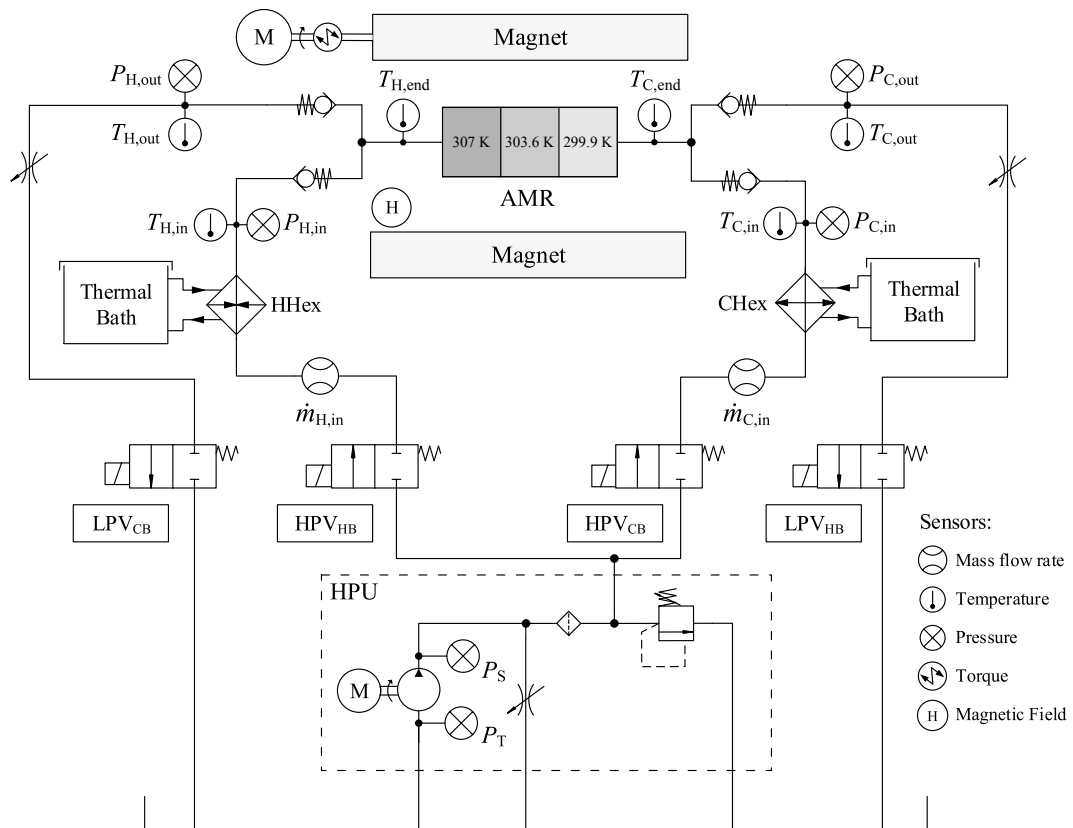 M
Magnet
P_H,out
T_H,end
T_C,end
P_C,out
T_H,out
307 K
303.6 K
299.9 K
T_C,out
AMR
H
T_H,in
P_H,in
T_C,in
P_C,in
Magnet
Thermal
Bath
HHex
CHex
Thermal
Bath
ṁ_H,in
ṁ_C,in
LPV_CB
HPV_HB
HPV_CB
LPV_HB
Sensors:
Mass flow rate
Temperature
Pressure
Torque
H
Magnetic Field
HPU
P_S
M
P_T